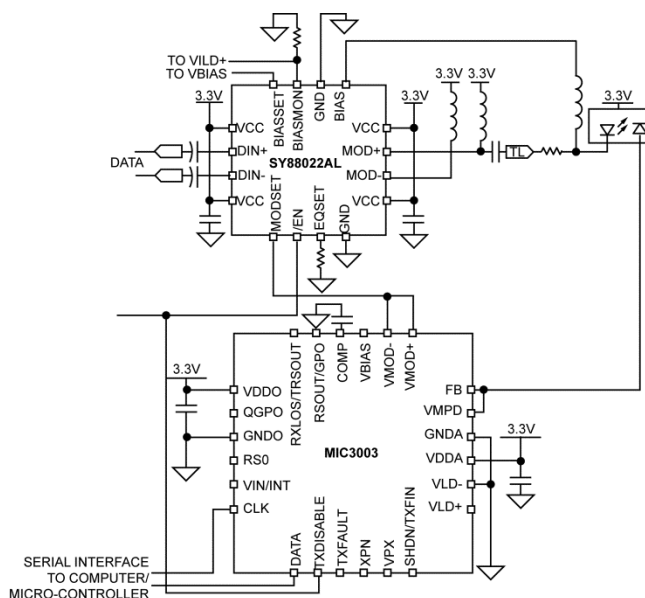 TO VILD+
TO VBIAS
3.3V
BIASSET
BIASMON
GND
BIAS
3.3V
3.3V
3.3V
3.3V
VCC
VCC
DATA
DIN+
SY88022AL
MOD+
TL
DIN-
MOD-
VCC
VCC
MODSET
/EN
EQSET
GND
3.3V
RXLOS/TRSOUT
RSOUT/GPO
COMP
VBIAS
VMOD-
VMOD+
VDDO
FB
QGPO
VMPD
GNDO
GNDA
3.3V
RS0
MIC3003
VDDA
VIN/INT
VLD-
CLK
VLD+
DATA
TXDISABLE
TXFAULT
XPN
VPX
SHDN/TXFIN
SERIAL INTERFACE
TO COMPUTER/
MICRO-CONTROLLER